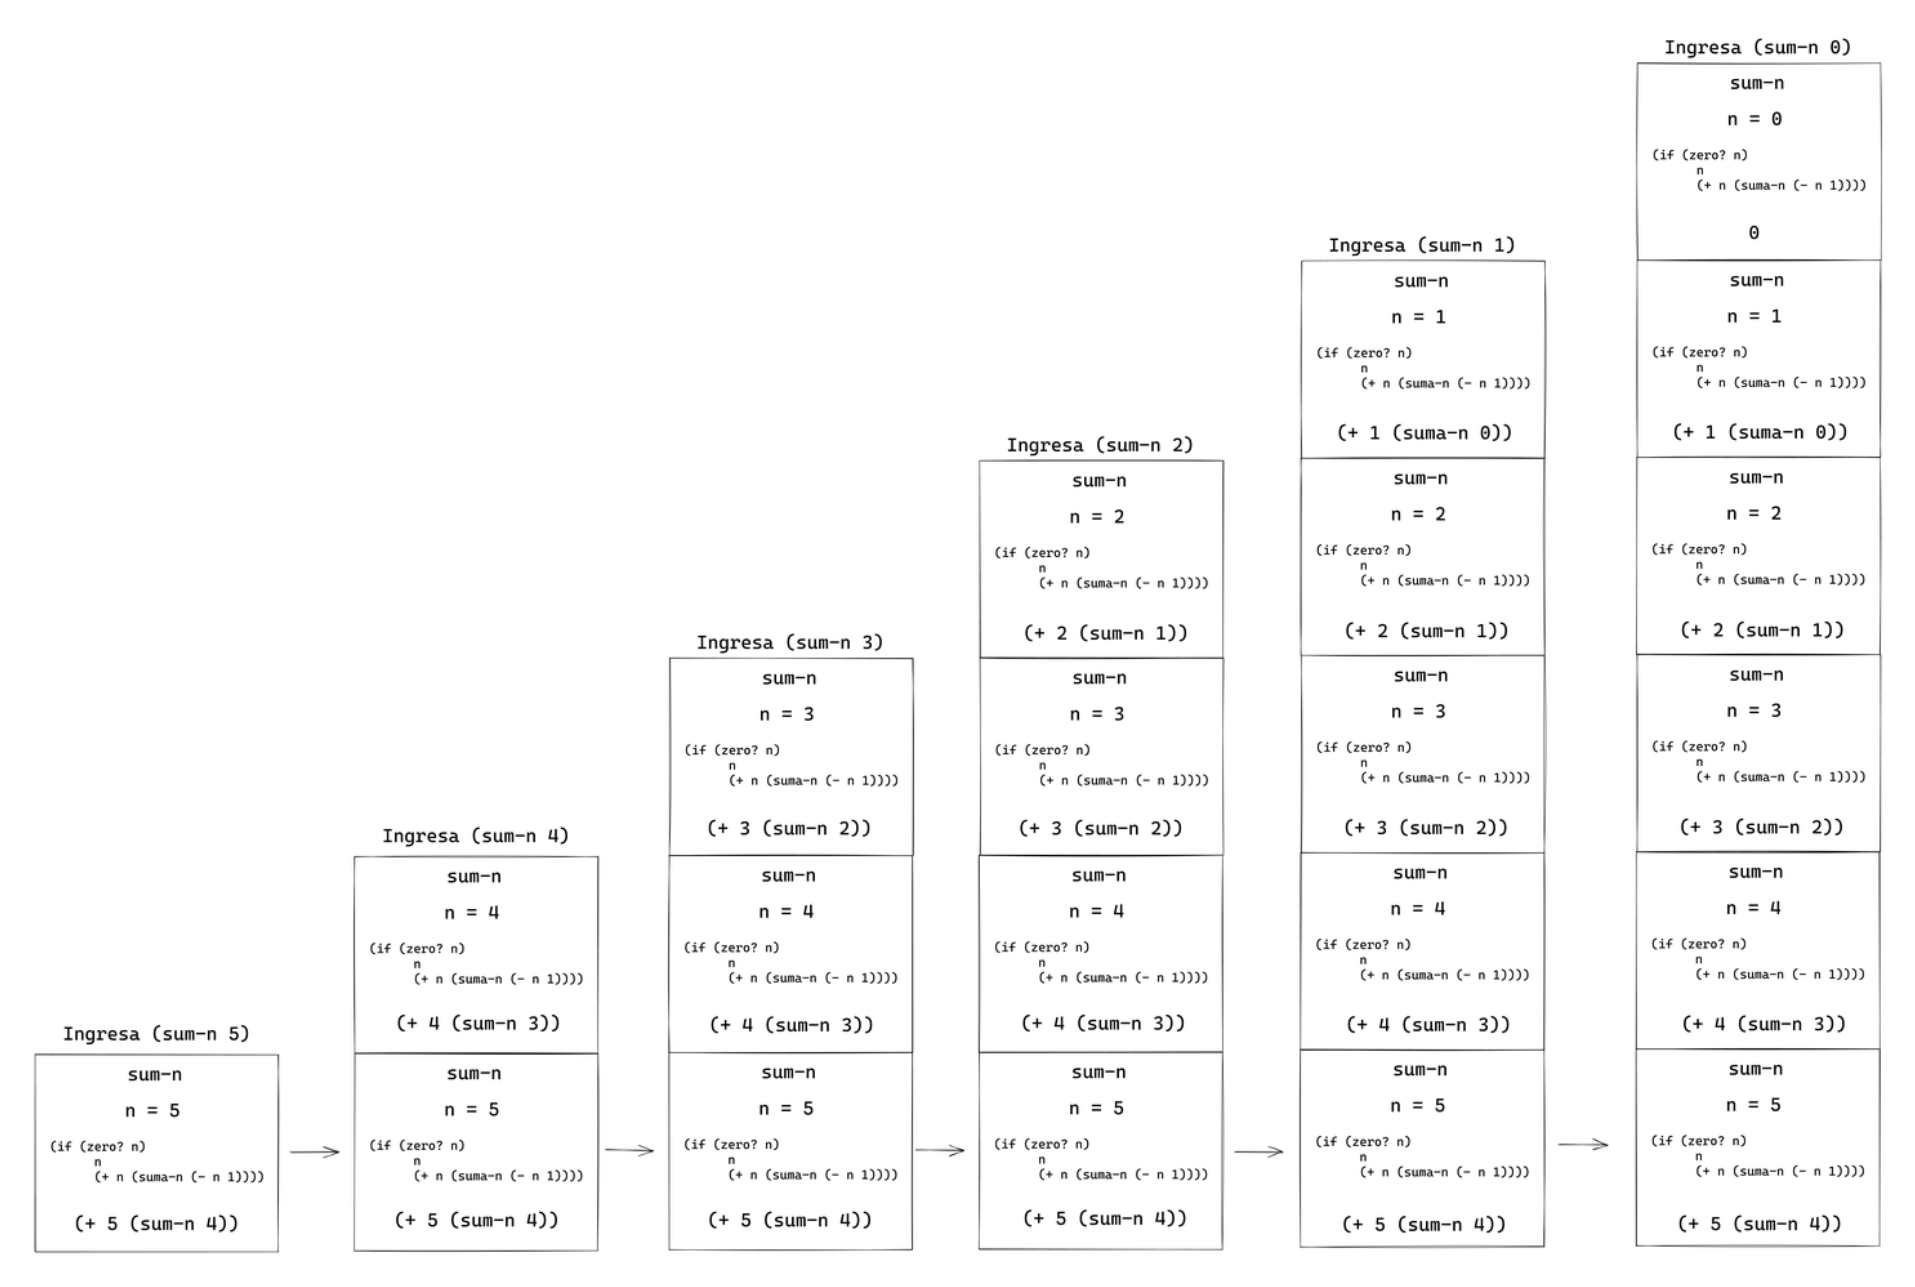 Ingresa (sum-n 5)
sum-n
n = 5
(if (zero? n)
n
(+ n (suma-n (- n 1))))
(+ 5 (sum-n 4))
Ingresa (sum-n 4)
sum-n
n = 4
(if (zero? n)
n
(+ n (suma-n (- n 1))))
(+ 4 (sum-n 3))
sum-n
n = 5
(if (zero? n)
n
(+ n (suma-n (- n 1))))
(+ 5 (sum-n 4))
Ingresa (sum-n 3)
sum-n
n = 3
(if (zero? n)
n
(+ n (suma-n (- n 1))))
(+ 3 (sum-n 2))
sum-n
n = 4
(if (zero? n)
n
(+ n (suma-n (- n 1))))
(+ 4 (sum-n 3))
sum-n
n = 5
(if (zero? n)
n
(+ n (suma-n (- n 1))))
(+ 5 (sum-n 4))
Ingresa (sum-n 2)
sum-n
n = 2
(if (zero? n)
n
(+ n (suma-n (- n 1))))
(+ 2 (sum-n 1))
sum-n
n = 3
(if (zero? n)
n
(+ n (suma-n (- n 1))))
(+ 3 (sum-n 2))
sum-n
n = 4
(if (zero? n)
n
(+ n (suma-n (- n 1))))
(+ 4 (sum-n 3))
sum-n
n = 5
(if (zero? n)
n
(+ n (suma-n (- n 1))))
(+ 5 (sum-n 4))
Ingresa (sum-n 1)
sum-n
n = 1
(if (zero? n)
n
(+ n (suma-n (- n 1))))
(+ 1 (suma-n 0))
sum-n
n = 2
(if (zero? n)
n
(+ n (suma-n (- n 1))))
(+ 2 (sum-n 1))
sum-n
n = 3
(if (zero? n)
n
(+ n (suma-n (- n 1))))
(+ 3 (sum-n 2))
sum-n
n = 4
(if (zero? n)
n
(+ n (suma-n (- n 1))))
(+ 4 (sum-n 3))
sum-n
n = 5
(if (zero? n)
n
(+ n (suma-n (- n 1))))
(+ 5 (sum-n 4))
Ingresa (sum-n 0)
sum-n
n = 0
(if (zero? n)
n
(+ n (suma-n (- n 1))))
0
sum-n
n = 1
(if (zero? n)
n
(+ n (suma-n (- n 1))))
(+ 1 (suma-n 0))
sum-n
n = 2
(if (zero? n)
n
(+ n (suma-n (- n 1))))
(+ 2 (sum-n 1))
sum-n
n = 3
(if (zero? n)
n
(+ n (suma-n (- n 1))))
(+ 3 (sum-n 2))
sum-n
n = 4
(if (zero? n)
n
(+ n (suma-n (- n 1))))
(+ 4 (sum-n 3))
sum-n
n = 5
(if (zero? n)
n
(+ n (suma-n (- n 1))))
(+ 5 (sum-n 4))